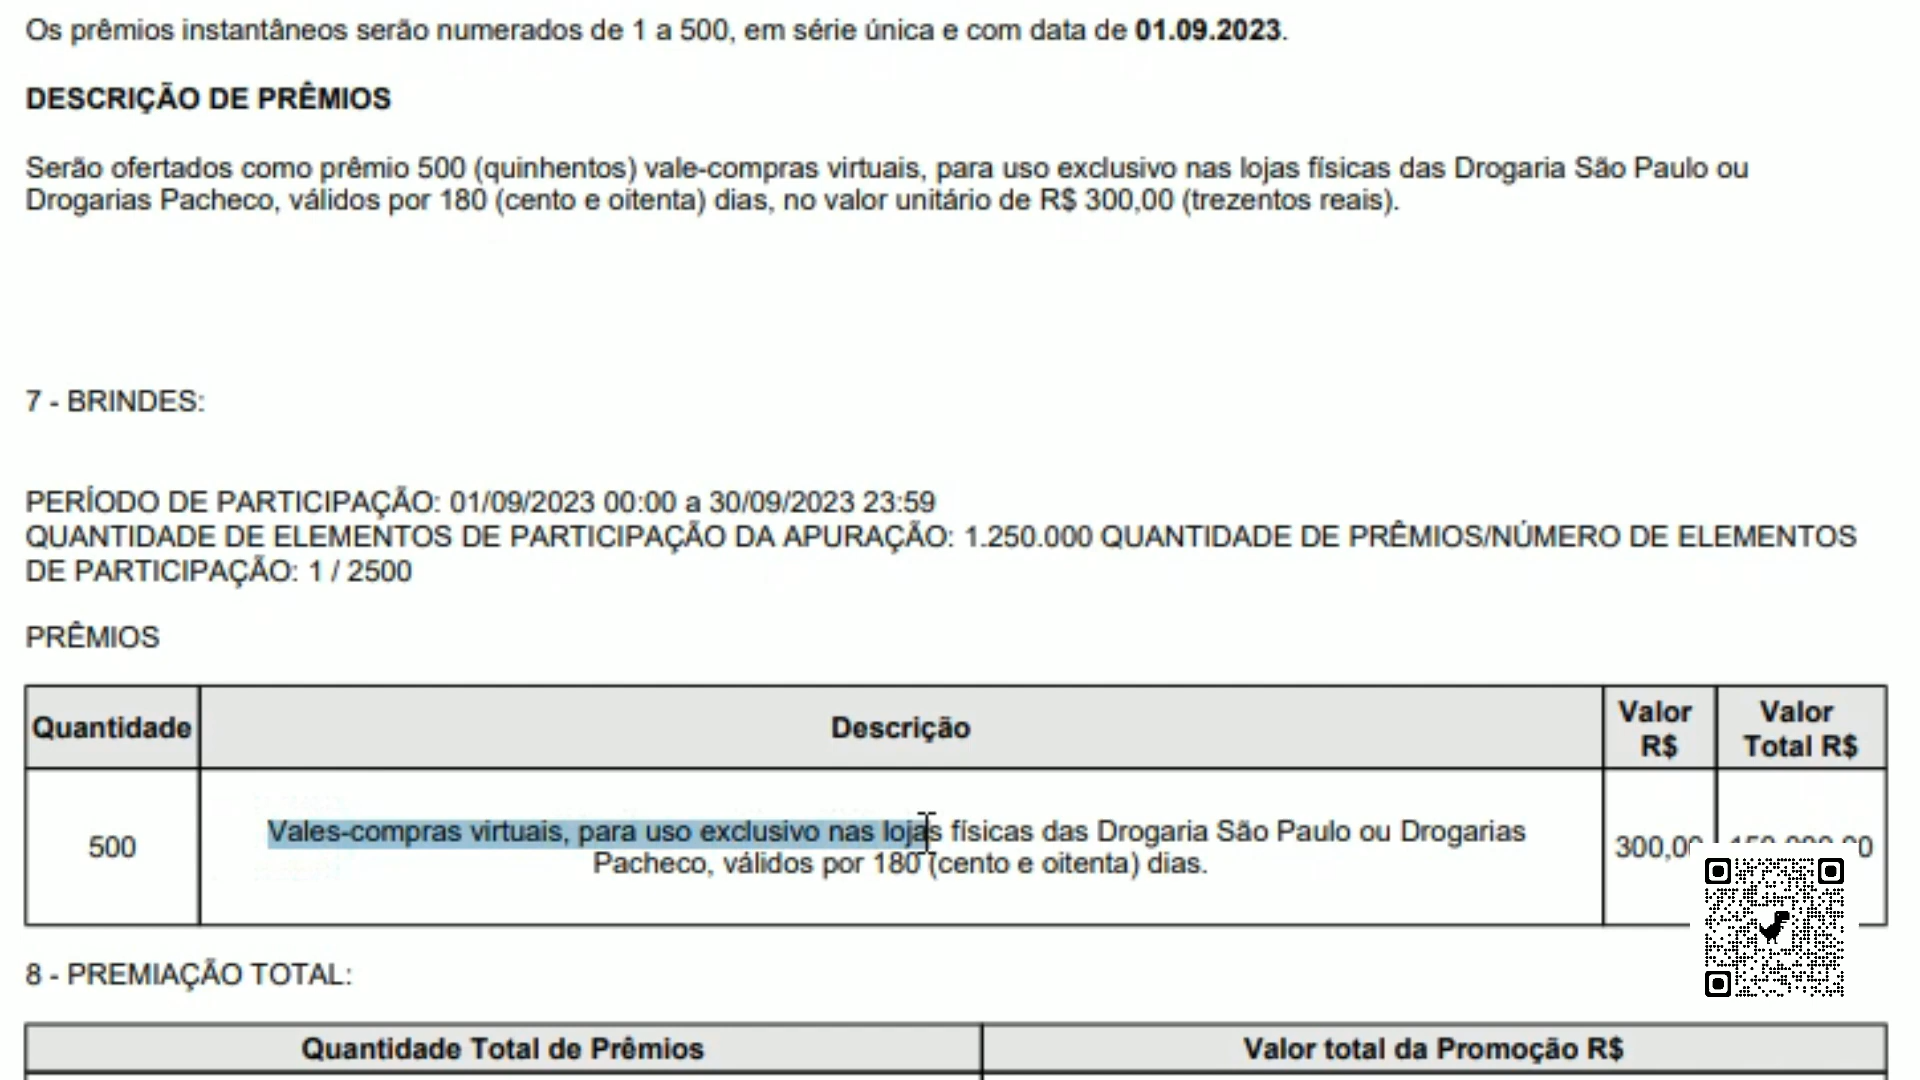 Os prêmios instantâneos serão numerados de 1 a 500, em série única e com data de 01.09.2023.
DESCRIÇÃO DE PRÊMIOS
Serão ofertados como prêmio 500 (quinhentos) vale-compras virtuais, para uso exclusivo nas lojas físicas das Drogaria São Paulo ou
Drogarias Pacheco, válidos por 180 (cento e oitenta) dias, no valor unitário de R$ 300,00 (trezentos reais).
7 - BRINDES:
PERÍODO DE PARTICIPAÇÃO: 01/09/2023 00:00 a 30/09/2023 23:59
QUANTIDADE DE ELEMENTOS DE PARTICIPAÇÃO DA APURAÇÃO: 1.250.000 QUANTIDADE DE PRÊMIOS/NÚMERO DE ELEMENTOS
DE PARTICIPAÇÃO: 1 / 2500
PRÊMIOS
Quantidade
Descrição
Valor
R$
Valor
Total R$
500
Vales-compras virtuais, para uso exclusivo nas lojas físicas das Drogaria São Paulo ou Drogarias
Pacheco, válidos por 180 (cento e oitenta) dias.
300,00
8 - PREMIAÇÃO TOTAL:
Quantidade Total de Prêmios
Valor total da Promoção R$